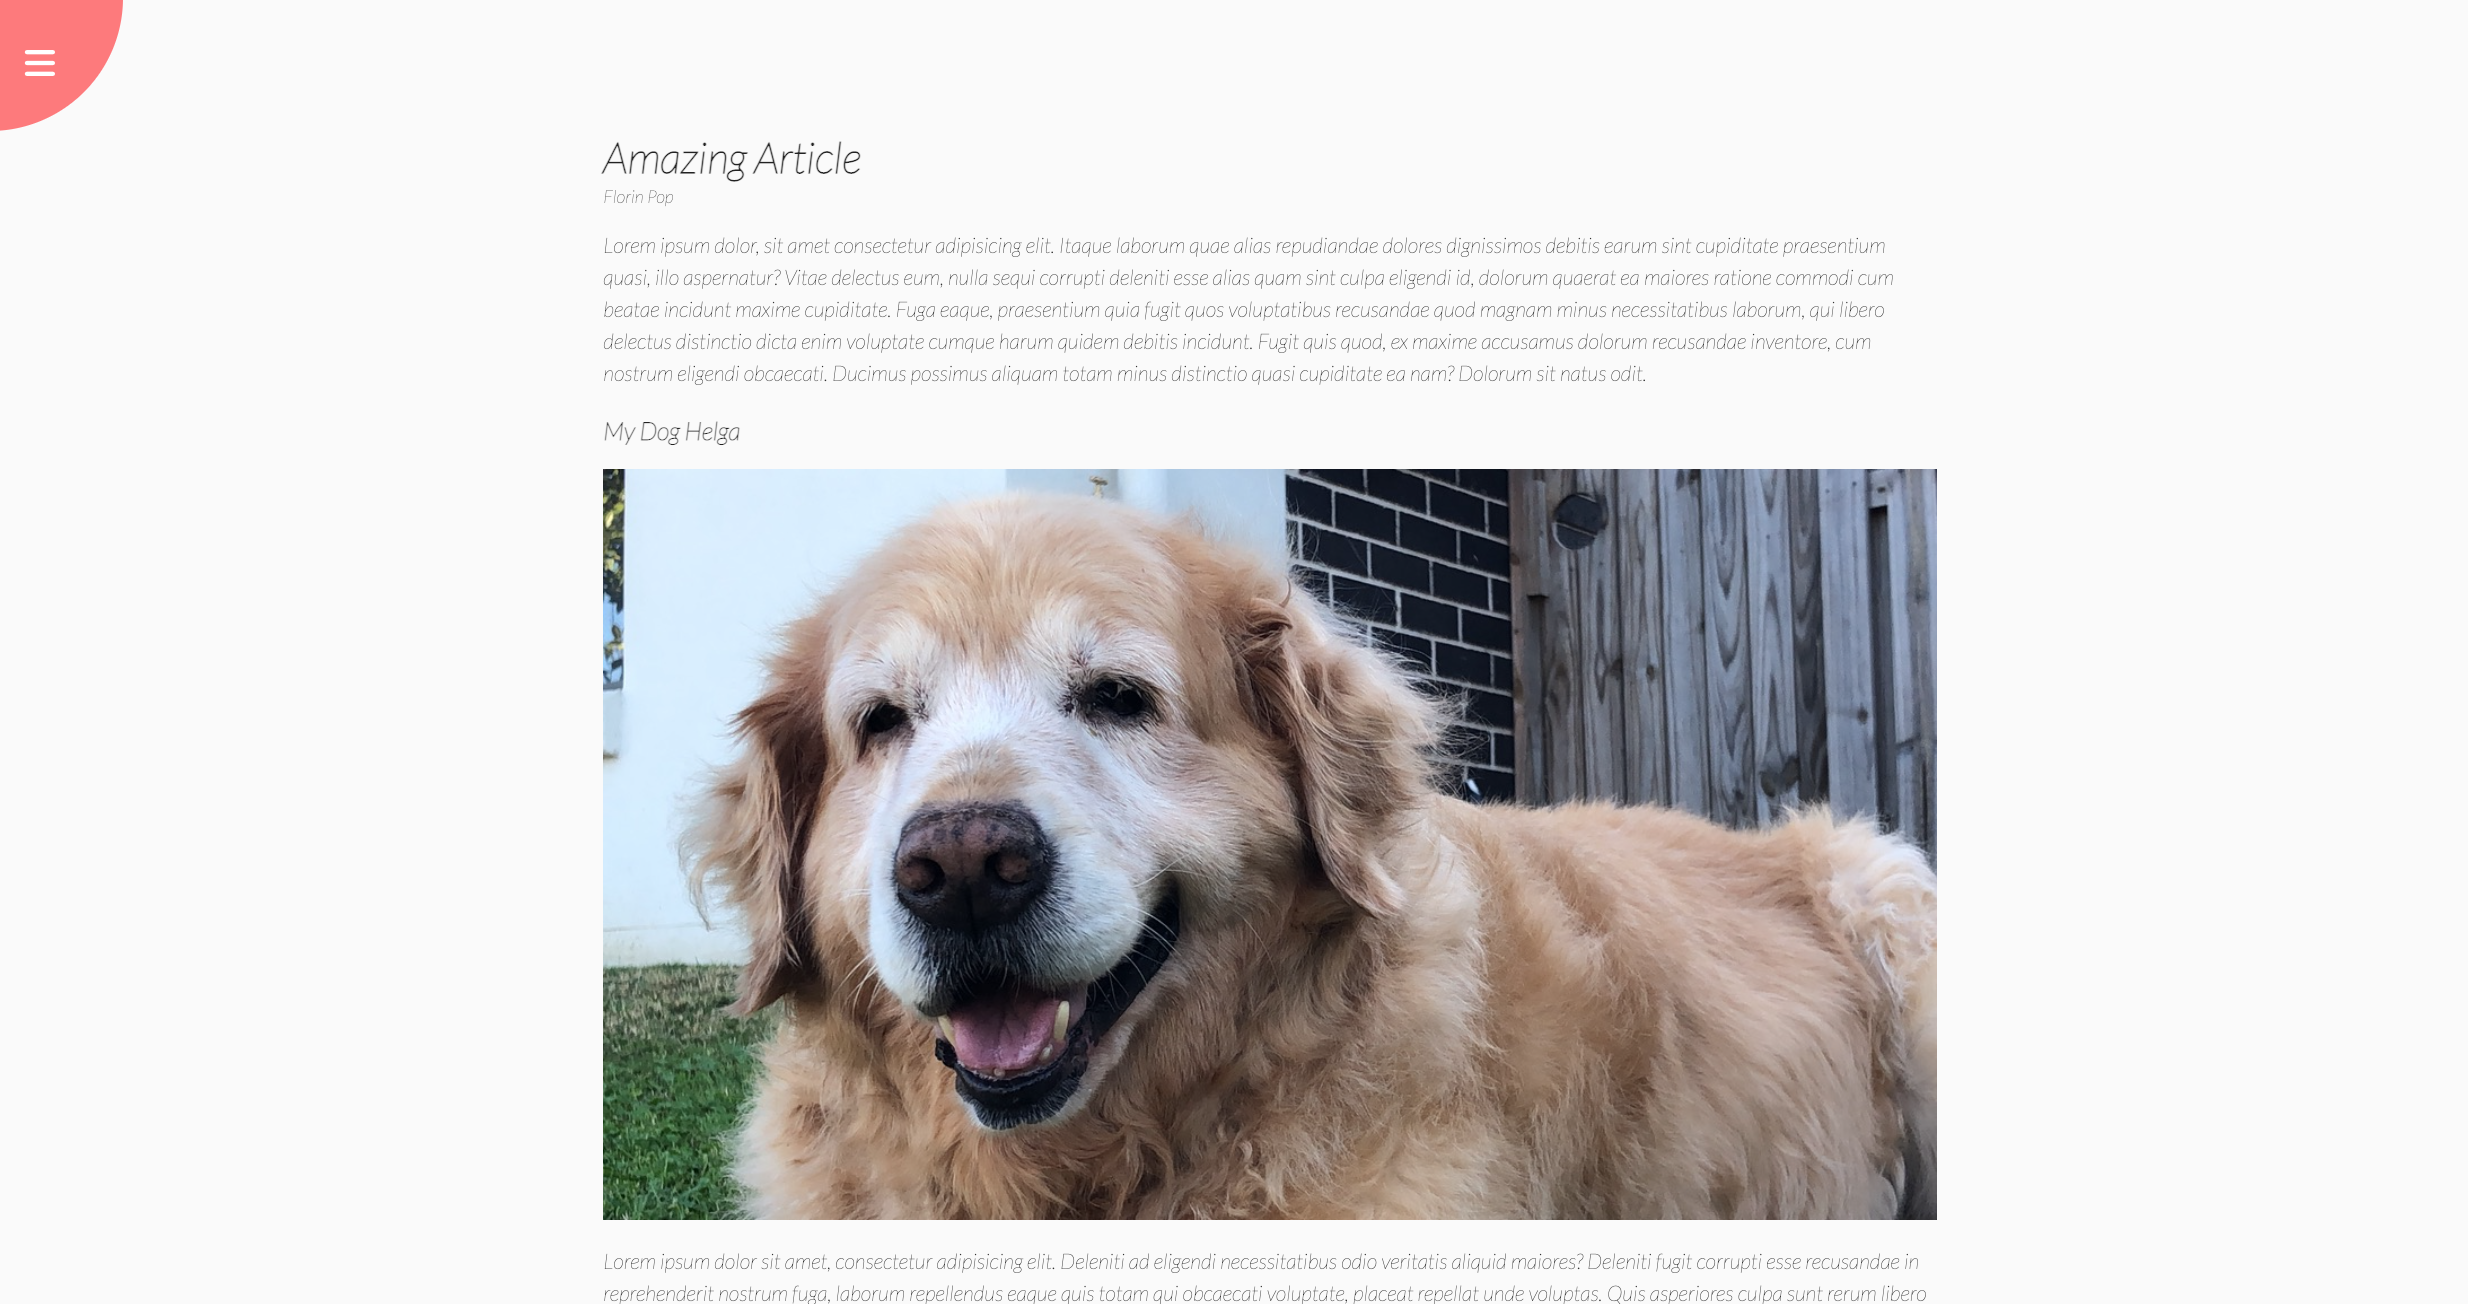 Amazing Article
Florin Pop
Lorem ipsum dolor, sit amet consectetur adipisicing elit. Itaque laborum quae alias repudiandae dolores dignissimos debitis earum sint cupiditate praesentium
quasi, illo aspernatur? Vitae delectus eum, nulla sequi corrupti deleniti esse alias quam sint culpa eligendi id, dolorum quaerat ea maiores ratione commodi cum
beatae incidunt maxime cupiditate. Fuga eaque, praesentium quia fugit quos voluptatibus recusandae quod magnam minus necessitatibus laborum, qui libero
delectus distinctio dicta enim voluptate cumque harum quidem debitis incidunt. Fugit quis quod, ex maxime accusamus dolorum recusandae inventore, cum
nostrum eligendi obcaecati. Ducimus possimus aliquam totam minus distinctio quasi cupiditate ea nam? Dolorum sit natus odit.
My Dog Helga
Lorem ipsum dolor sit amet, consectetur adipisicing elit. Deleniti ad eligendi necessitatibus odio veritatis aliquid maiores? Deleniti fugit corrupti esse recusandae in
reprehenderit nostrum fuga, laborum repellendus eaque quis totam qui obcaecati voluptate, placeat repellat unde voluptas. Quis asperiores culpa sunt rerum libero